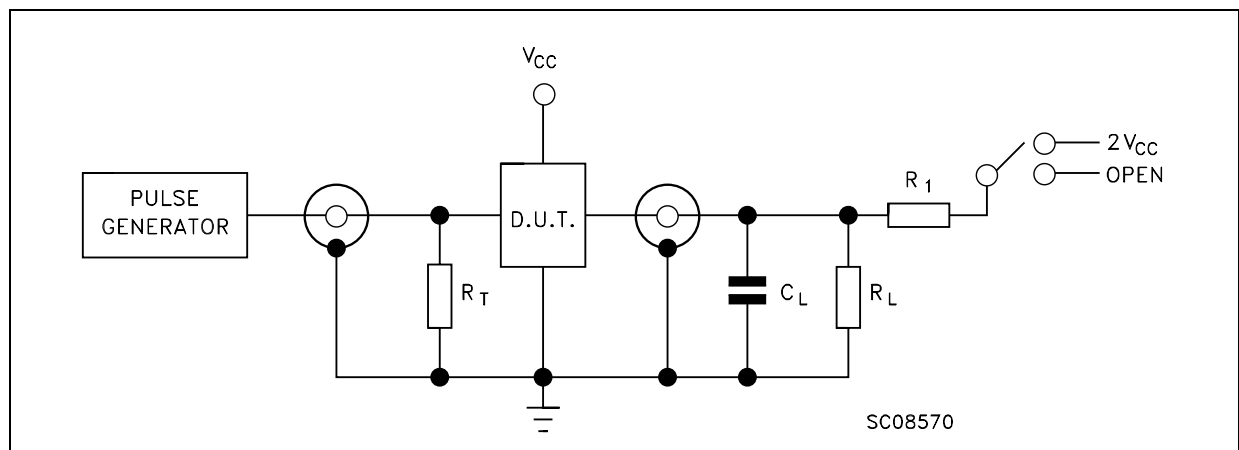 VCC
2VCC
OPEN
R1
PULSE
GENERATOR
D.U.T.
RT
CL
RL
SC08570